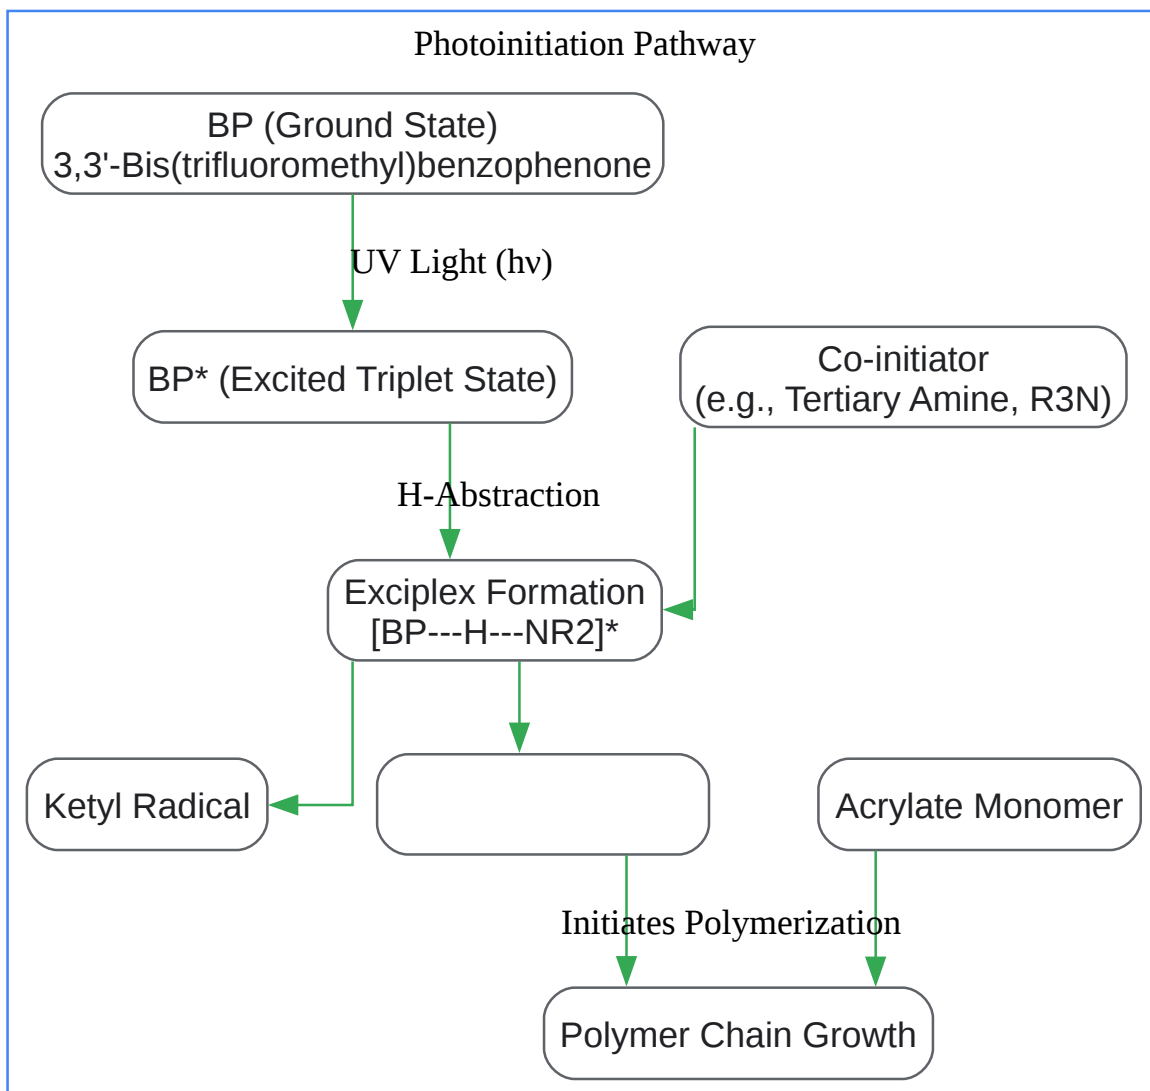 Photoinitiation Pathway
BP (Ground State)
3,3'-Bis(trifluoromethyl)benzophenone
UV Light (hν)
BP* (Excited Triplet State)
Co-initiator
(e.g., Tertiary Amine, R3N)
H-Abstraction
Exciplex Formation
[BP---H---NR2]*
Ketyl Radical
Acrylate Monomer
Initiates Polymerization
Polymer Chain Growth